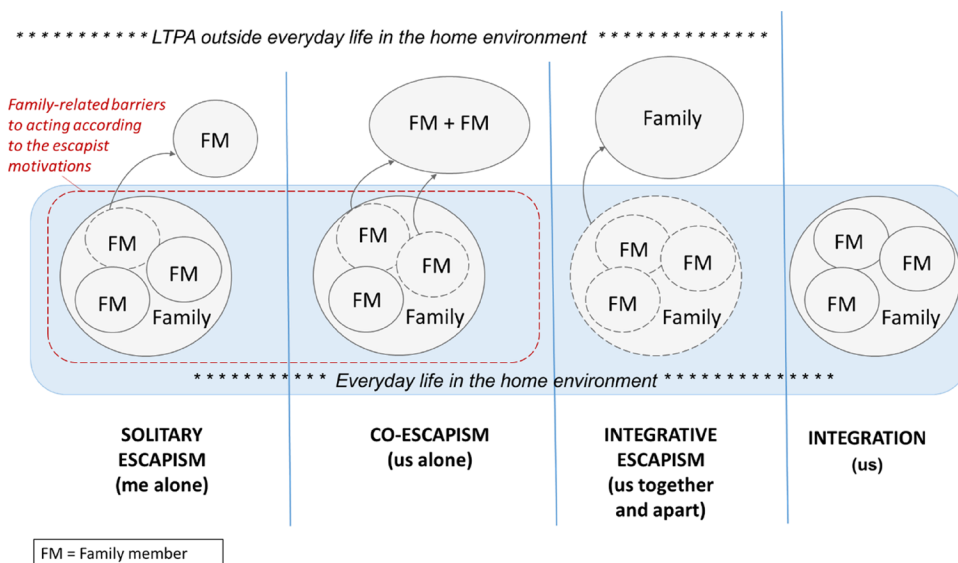 * * * * * * * * * * * LTPA outside everyday life in the home environment * * * * * * * * * * * * * *
Family-related barriers
to acting according
to the escapist
motivations
FM
FM + FM
Family
FM
FM
FM
Family
FM
FM
FM
Family
FM
FM
FM
Family
FM
FM
FM
Family
* * * * * * * * * * * Everyday life in the home environment * * * * * * * * * * * * * *
SOLITARY
ESCAPISM
(me alone)
CO-ESCAPISM
(us alone)
INTEGRATIVE
ESCAPISM
(us together
and apart)
INTEGRATION
(us)
FM = Family member